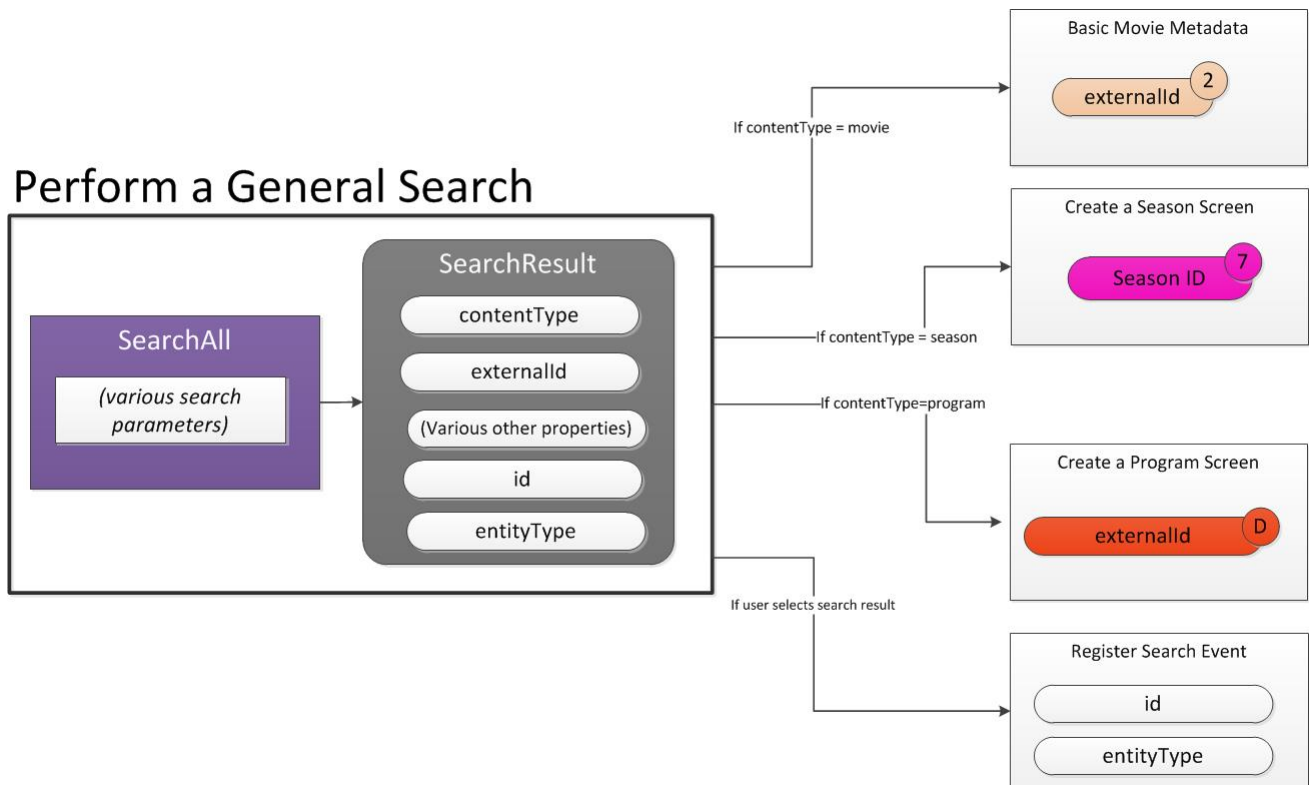 Perform a General Search
SearchAll
(various search
parameters)
SearchResult
contentType
externalId
(Various other properties)
id
entityType
If contentType = movie
If contentType = season
If contentType=program
If user selects search result
Basic Movie Metadata
externalId
2
Create a Season Screen
Season ID
7
Create a Program Screen
externalId
D
Register Search Event
id
entityType